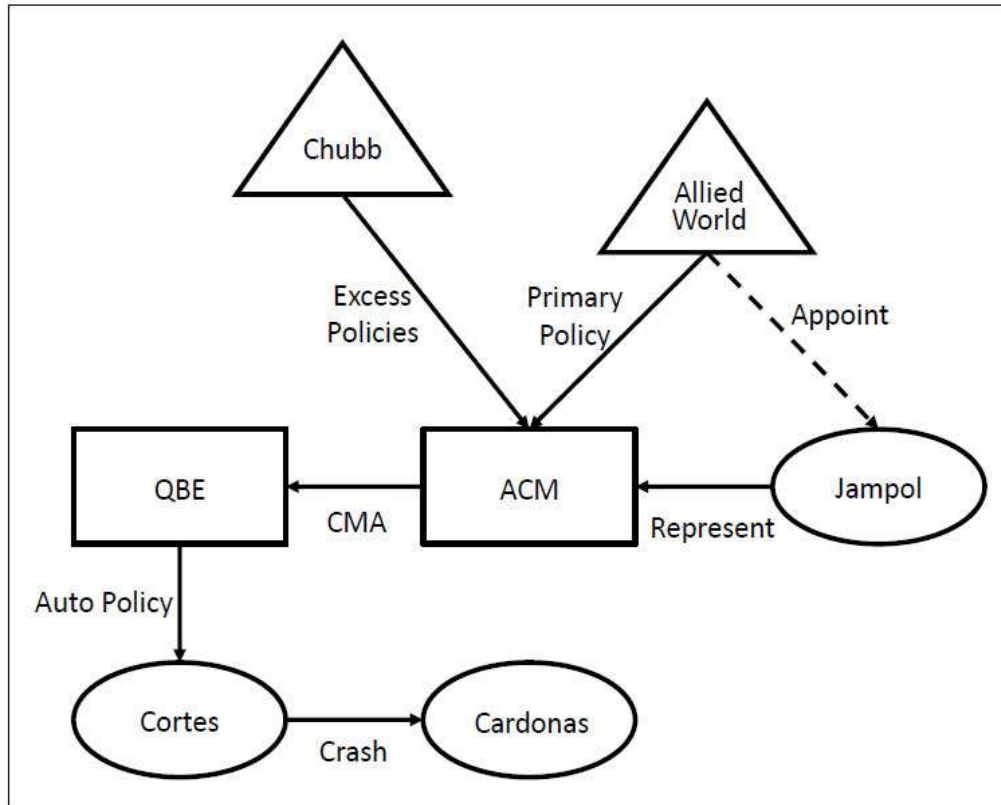 Chubb
Allied
World
Excess
Policies
Primary
Policy
Appoint
QBE
ACM
Jampol
CMA
Represent
Auto Policy
Cortes
Cardonas
Crash